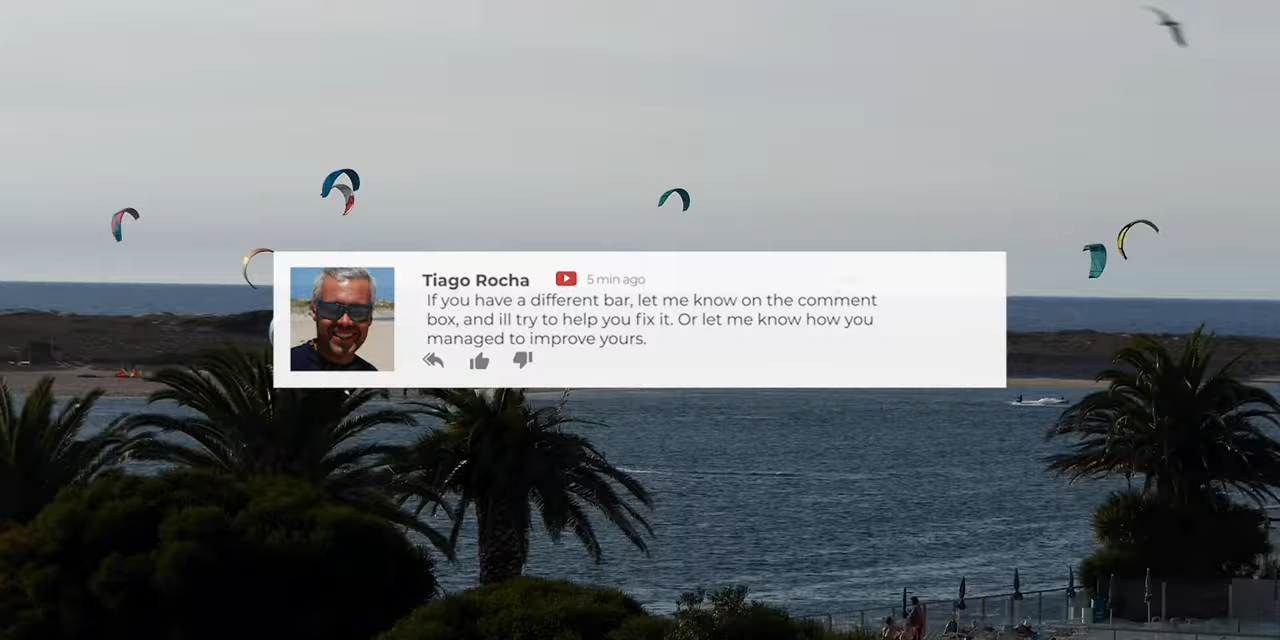 Tiago Rocha 5 min ago
If you have a different bar, let me know on the comment
box, and ill try to help you fix it. Or let me know how you
managed to improve yours.